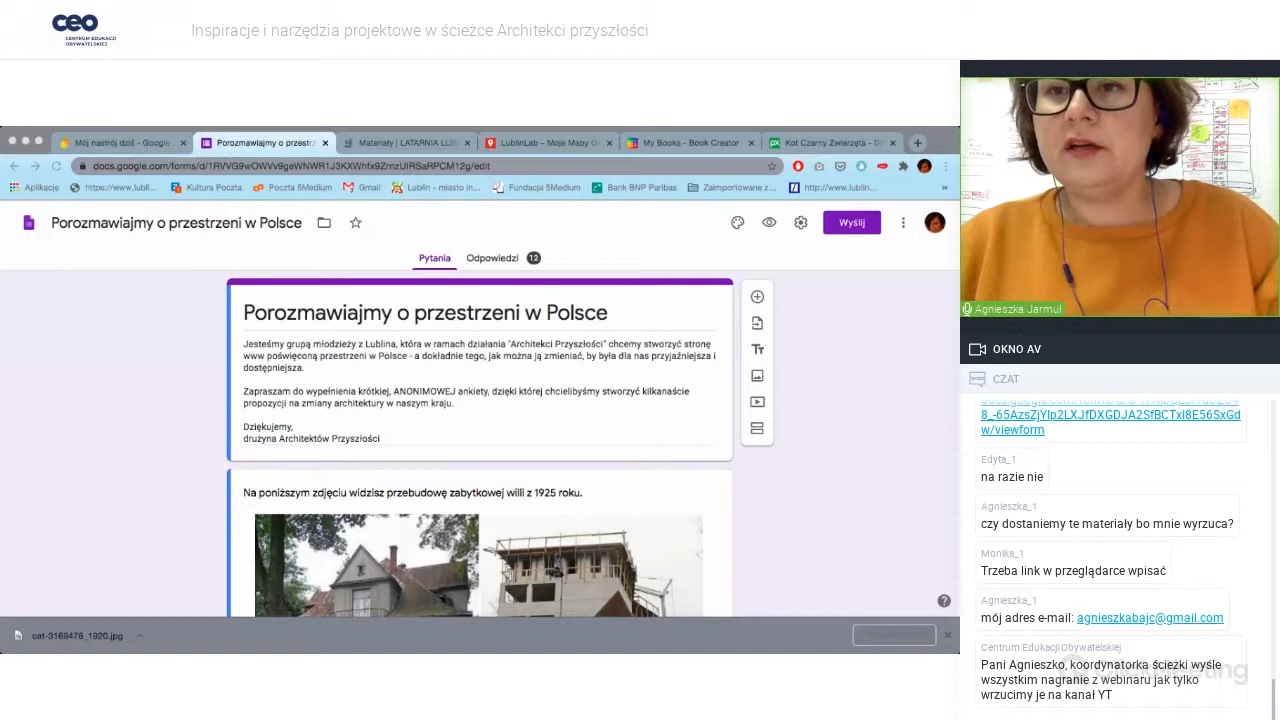 ceo
CENTRUM EDUKACJI
OBYWATELSKIEJ
Inspiracje i narzędzia projektowe w ścieżce Architekci przyszłości
Mój nastrój dziś - Google
Porozmawiajmy o przestrz
Materiały | LATARNIA LUB
LublinLab – Moje Mapy Go
My Books - Book Creator
Kot Czarny Zwierzęta - D
Aplikacje
https://www.lubli...
Kultura Poczta
Poczta 5Medium
Gmail
Lublin - miasto in...
Fundacja 5Medium
Bank BNP Paribas
Zaimportowane z...
http://www.lublin...
Porozmawiajmy o przestrzeni w Polsce
Wyślij
Pytania
Odpowiedzi 12
Porozmawiajmy o przestrzeni w Polsce
Jesteśmy grupą młodzieży z Lublina, która w ramach działania "Architekci Przyszłości" chcemy stworzyć stronę
www poświęconą przestrzeni w Polsce - a dokładnie tego, jak można ją zmieniać, by była dla nas przyjaźniejsza i
dostępniejsza.
Zapraszam do wypełnienia krótkiej, ANONIMOWEJ ankiety, dzięki której chcielibyśmy stworzyć kilkanaście
propozycji na zmiany architektury w naszym kraju.
Dziękujemy,
drużyna Architektów Przyszłości
Na poniższym zdjęciu widzisz przebudowę zabytkowej willi z 1925 roku.
cat-3169476_1920.jpg
Agnieszka Jarmuł
OKNO AV
CZAT
8_-65AzsZjYlp2LXJfDXGDJA2SfBCTxI8E56SxGd
w/viewform
Edyta_1
na razie nie
Agnieszka_1
czy dostaniemy te materiały bo mnie wyrzuca?
Monika_1
Trzeba link w przeglądarce wpisać
Agnieszka_1
mój adres e-mail: agnieszkabajc@gmail.com
Centrum Edukacji Obywatelskiej
Pani Agnieszko, koordynatorka ścieżki wyśle
wszystkim nagranie z webinaru jak tylko
wrzucimy je na kanał YT
ClickMeeting